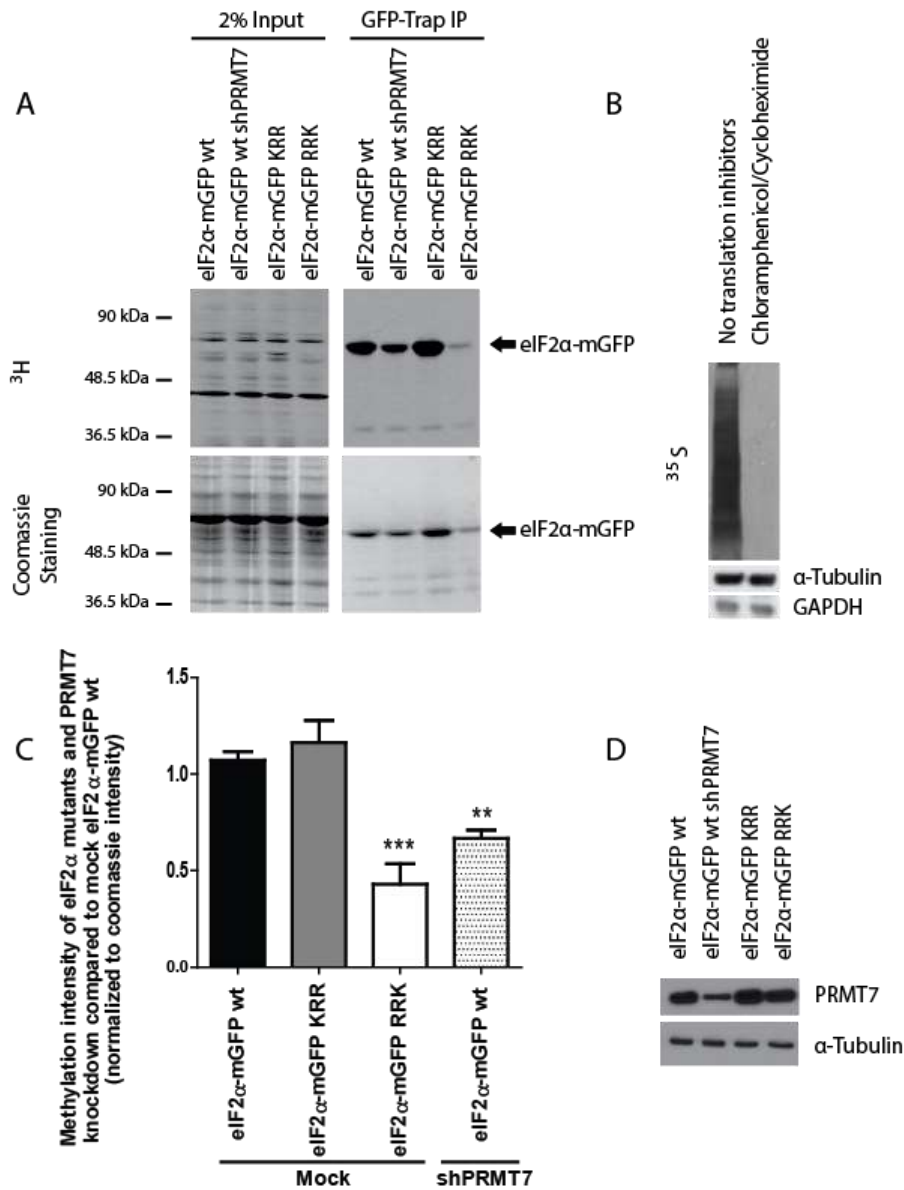 2% Input
GFP-Trap IP
A
eIF2α-mGFP wt
eIF2α-mGFP wt shPRMT7
eIF2α-mGFP KRR
eIF2α-mGFP RRK
eIF2α-mGFP wt
eIF2α-mGFP wt shPRMT7
eIF2α-mGFP KRR
eIF2α-mGFP RRK
³H
90 kDa
48.5 kDa
36.5 kDa
eIF2α-mGFP
Coomassie
Staining
90 kDa
48.5 kDa
36.5 kDa
eIF2α-mGFP
B
No translation inhibitors
Chloramphenicol/Cycloheximide
³⁵S
α-Tubulin
GAPDH
C
Methylation intensity of eIF2α mutants and PRMT7
knockdown compared to mock eIF2α-mGFP wt
(normalized to coomassie intensity)
1.5
1.0
0.5
0.0
***
**
eIF2α-mGFP wt
eIF2α-mGFP KRR
eIF2α-mGFP RRK
eIF2α-mGFP wt
Mock
shPRMT7
D
eIF2α-mGFP wt
eIF2α-mGFP wt shPRMT7
eIF2α-mGFP KRR
eIF2α-mGFP RRK
PRMT7
α-Tubulin